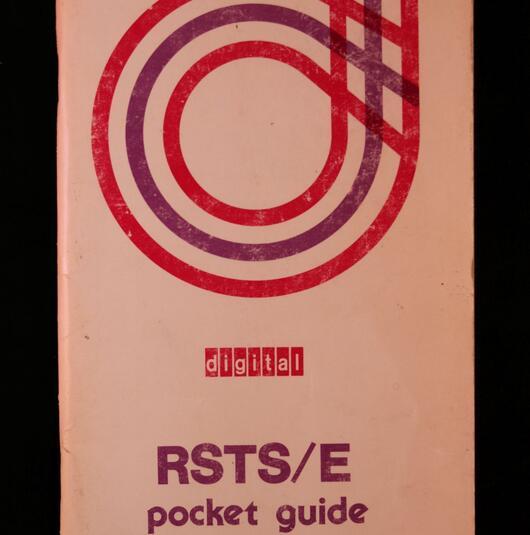 digital
RSTS/E
pocket guide